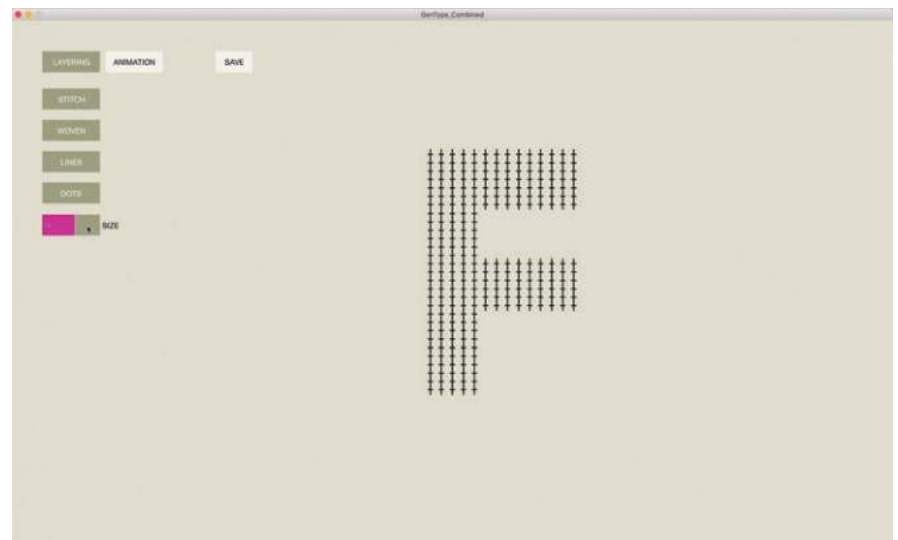 GenType_Combined
LAYERING ANIMATION SAVE
STITCH
WOVEN
LINES
DOTS
SIZE
F